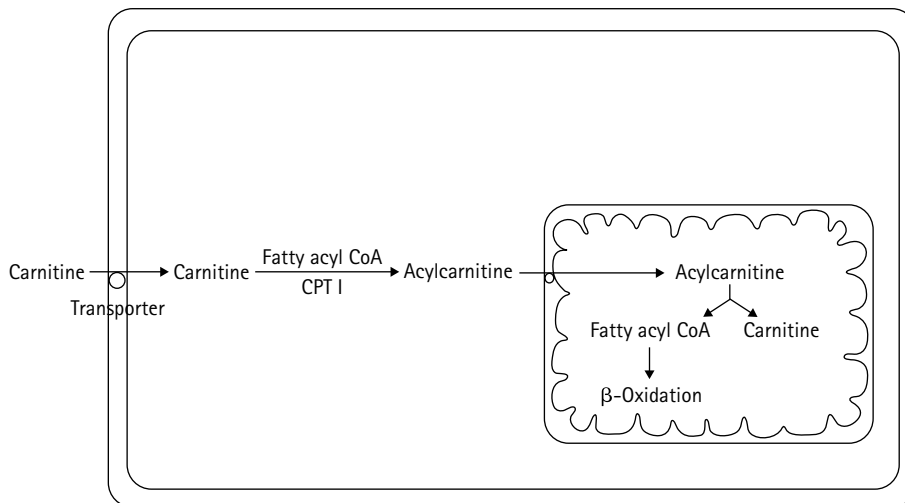 Carnitine
Transporter
Carnitine
Fatty acyl CoA
CPT I
Acylcarnitine
Acylcarnitine
Fatty acyl CoA
Carnitine
β-Oxidation